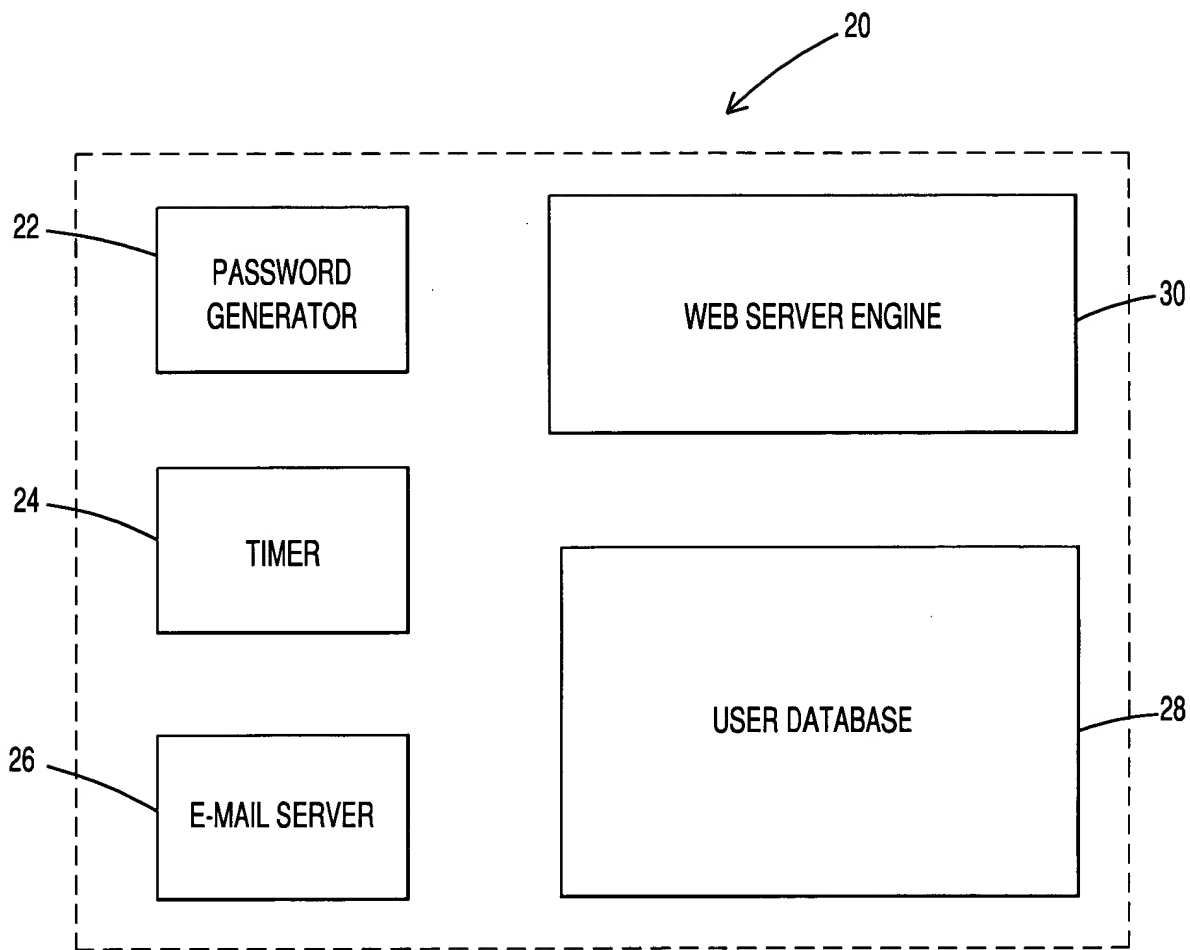 20
22
PASSWORD
GENERATOR
WEB SERVER ENGINE
30
24
TIMER
USER DATABASE
28
26
E-MAIL SERVER